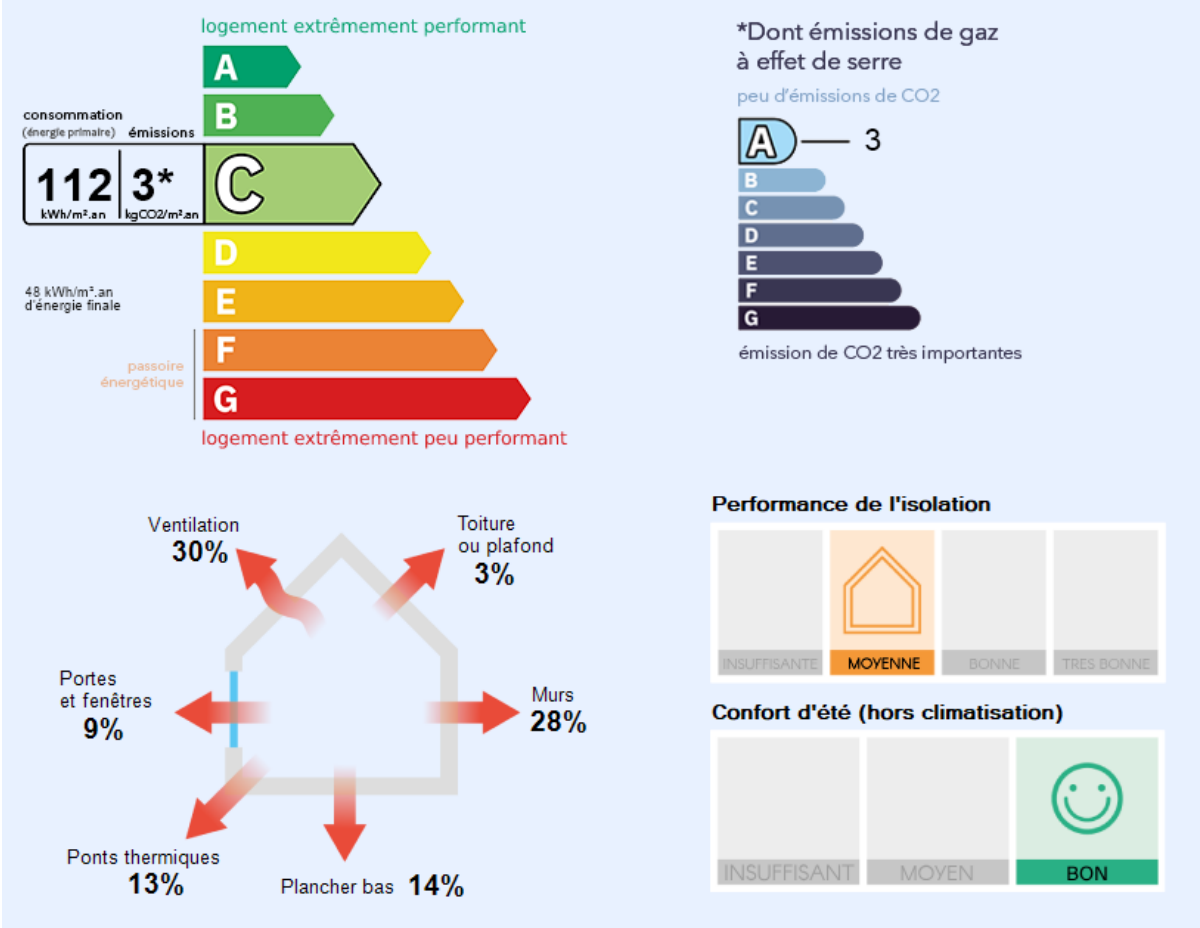 logement extrêmement performant
A
B
consommation
(énergie primaire) émissions
112 3*
kWh/m².an kgCO2/m².an
C
D
48 kWh/m².an
d'énergie finale
E
F
passoire
énergétique
G
logement extrêmement peu performant
*Dont émissions de gaz
à effet de serre
peu d'émissions de CO2
A 3
B
C
D
E
F
G
émission de CO2 très importantes
Ventilation
30%
Toiture
ou plafond
3%
Portes
et fenêtres
9%
Murs
28%
Ponts thermiques
13%
Plancher bas 14%
Performance de l'isolation
INSUFFISANTE MOYENNE BONNE TRES BONNE
Confort d'été (hors climatisation)
INSUFFISANT MOYEN BON